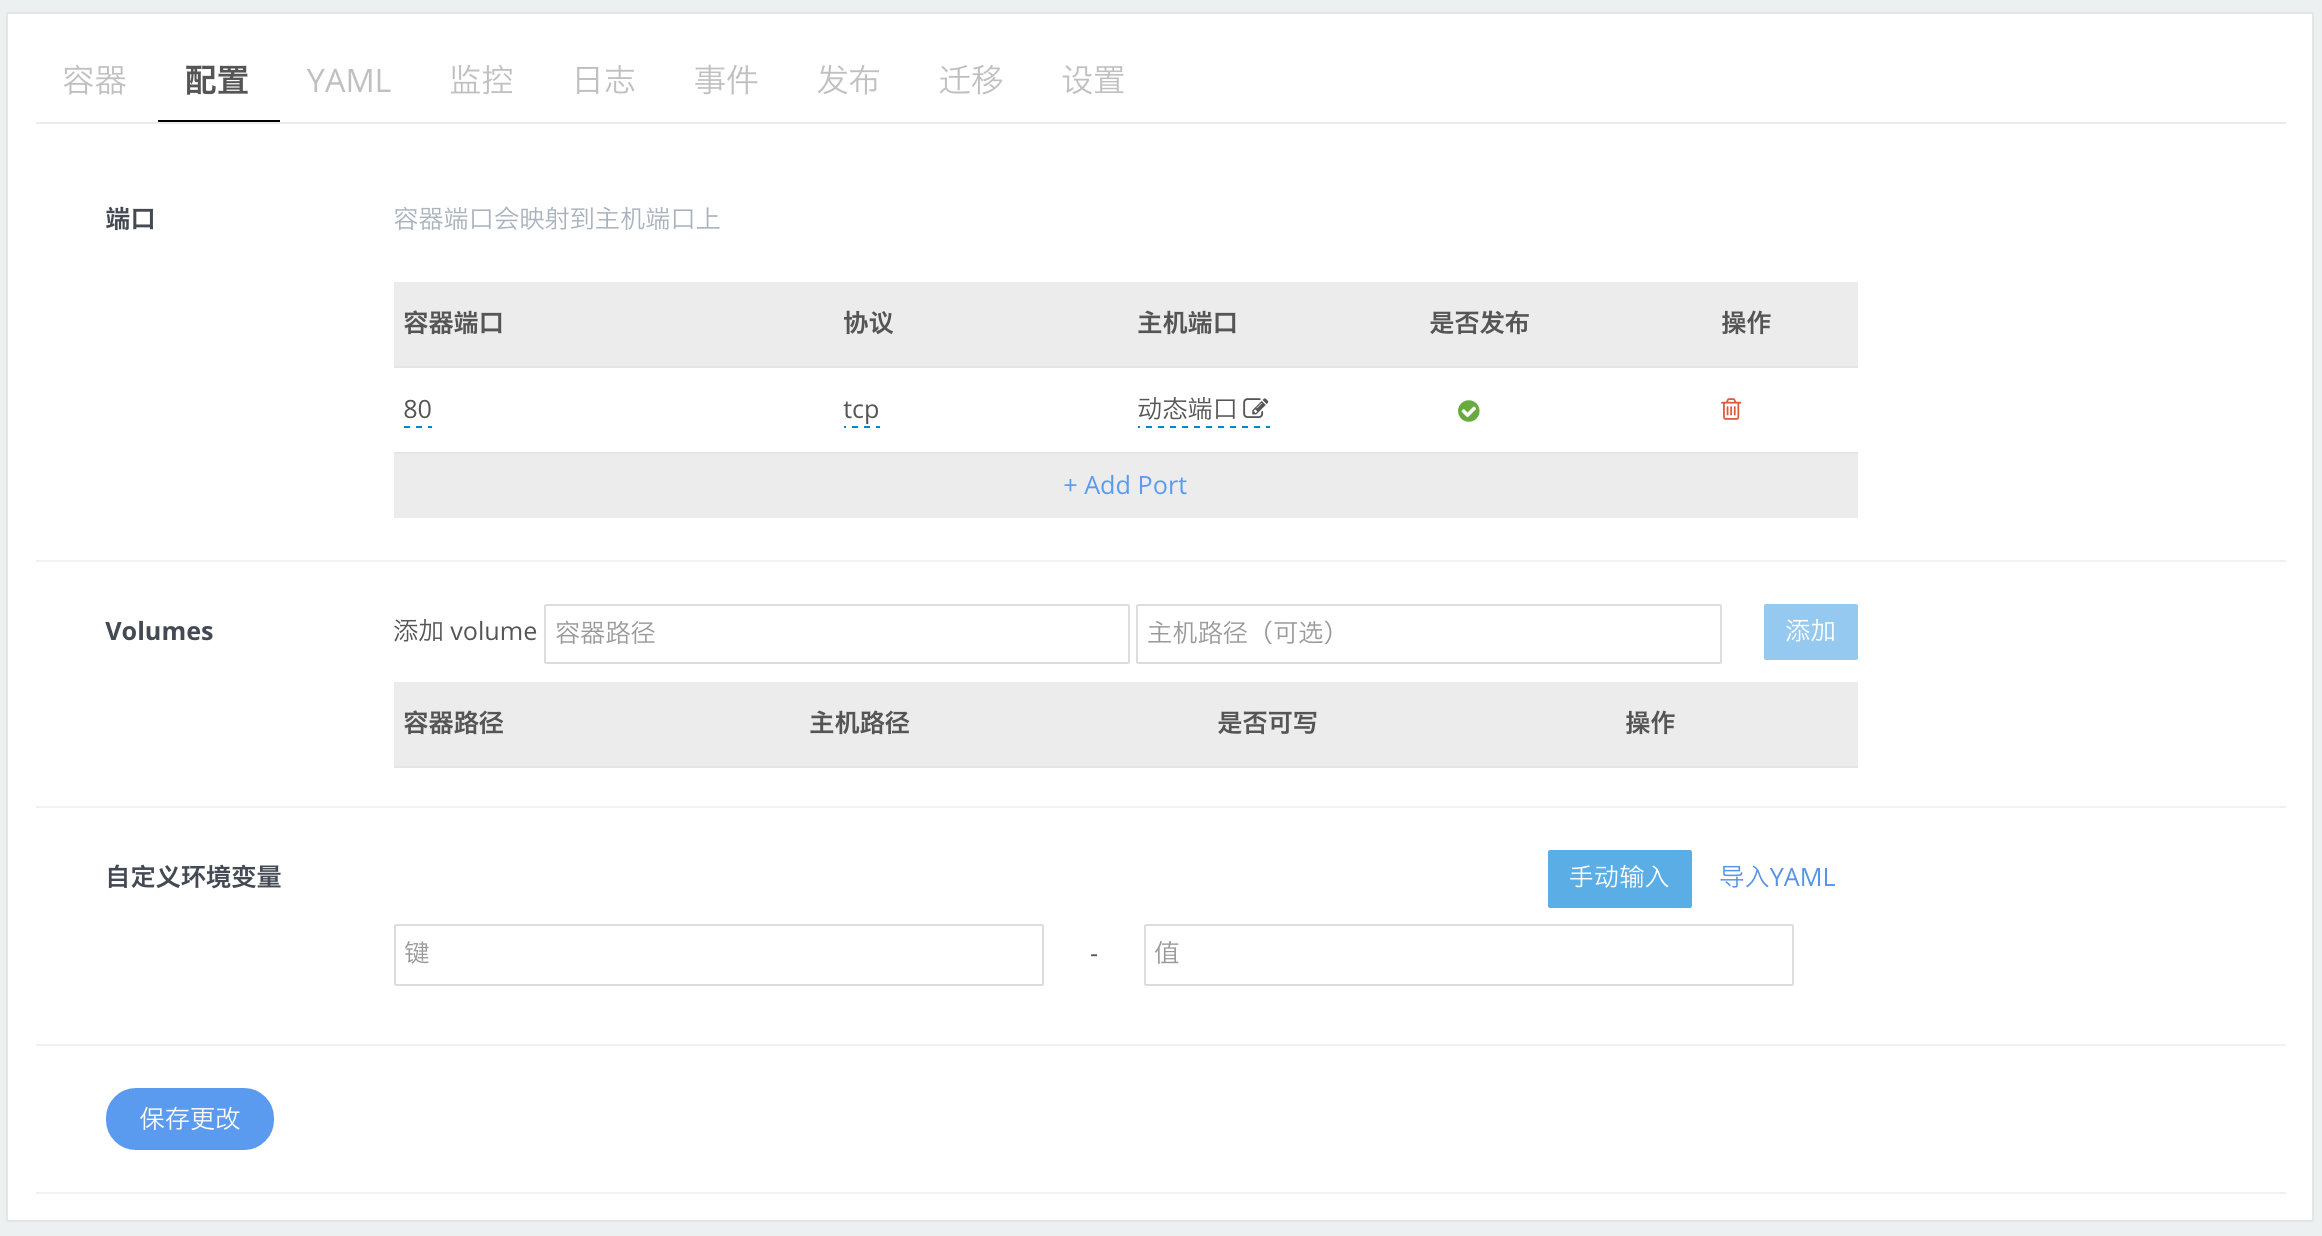 容器 配置 YAML 监控 日志 事件 发布 迁移 设置
端口 容器端口会映射到主机端口上
容器端口 协议 主机端口 是否发布 操作
80 tcp 动态端口
+ Add Port
Volumes 添加 volume 容器路径 主机路径（可选） 添加
容器路径 主机路径 是否可写 操作
自定义环境变量 手动输入 导入YAML
键 - 值
保存更改